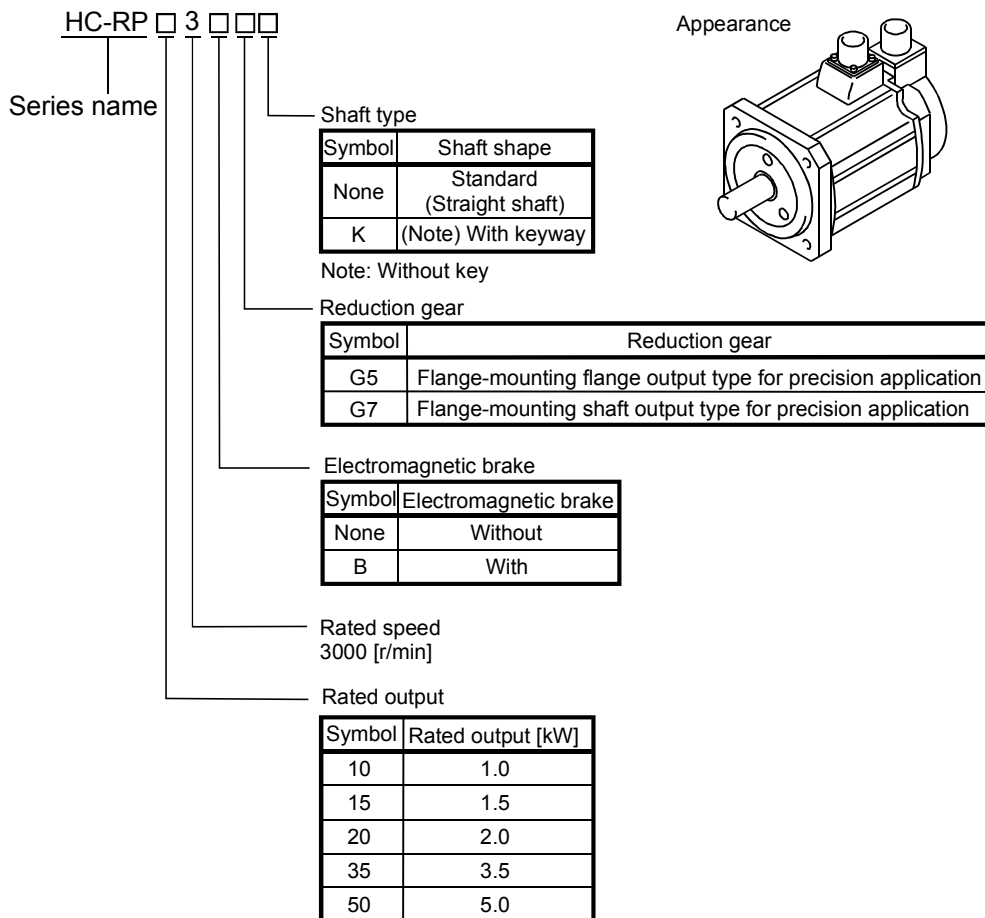 HC-RP □ 3 □ □ □
Appearance
Series name
Shaft type
Symbol Shaft shape
None Standard
(Straight shaft)
K (Note) With keyway
Note: Without key
Reduction gear
Symbol Reduction gear
G5 Flange-mounting flange output type for precision application
G7 Flange-mounting shaft output type for precision application
Electromagnetic brake
Symbol Electromagnetic brake
None Without
B With
Rated speed
3000 [r/min]
Rated output
Symbol Rated output [kW]
10 1.0
15 1.5
20 2.0
35 3.5
50 5.0